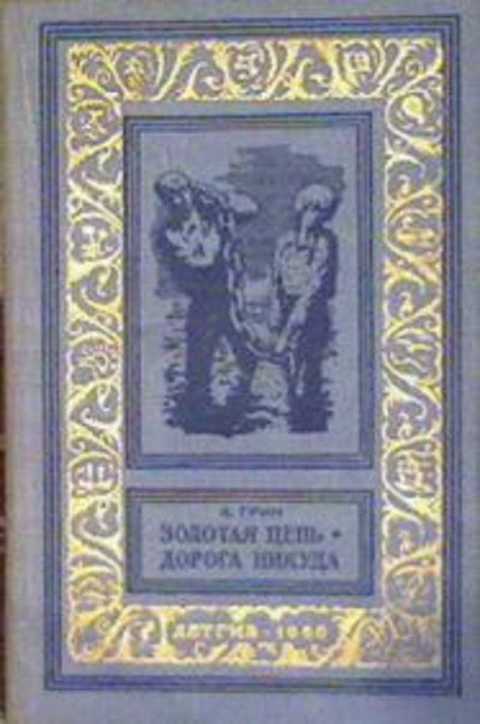 А. ГРИН
ЗОЛОТАЯ ЦЕПЬ •
ДОРОГА НИКУДА
ДЕТГИЗ • 1960